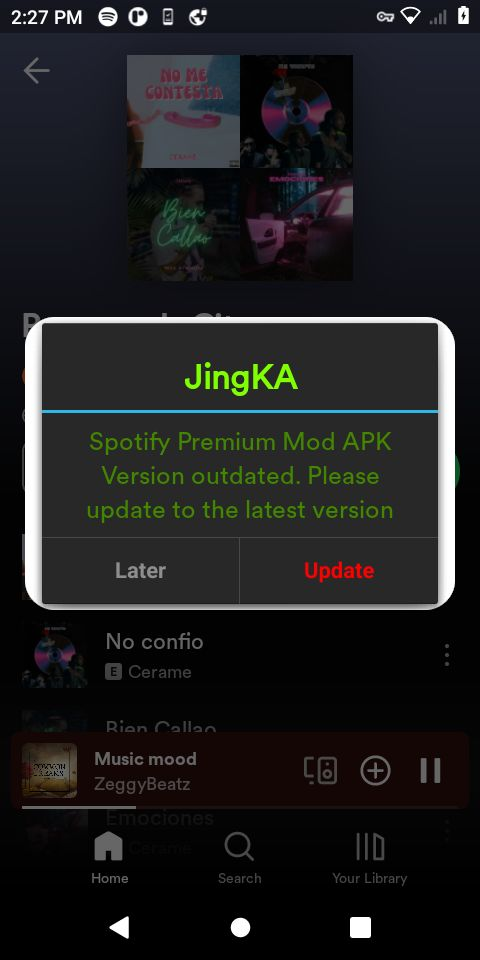 2:27 PM
NO ME
CONTESTA
CERAME
EMOCIONES
Bien
Callao
JingKA
Spotify Premium Mod APK
Version outdated. Please
update to the latest version
Later
Update
No confio
E Cerame
Bien Callao
Music mood
ZeggyBeatz
Emociones
Cerame
Home
Search
Your Library